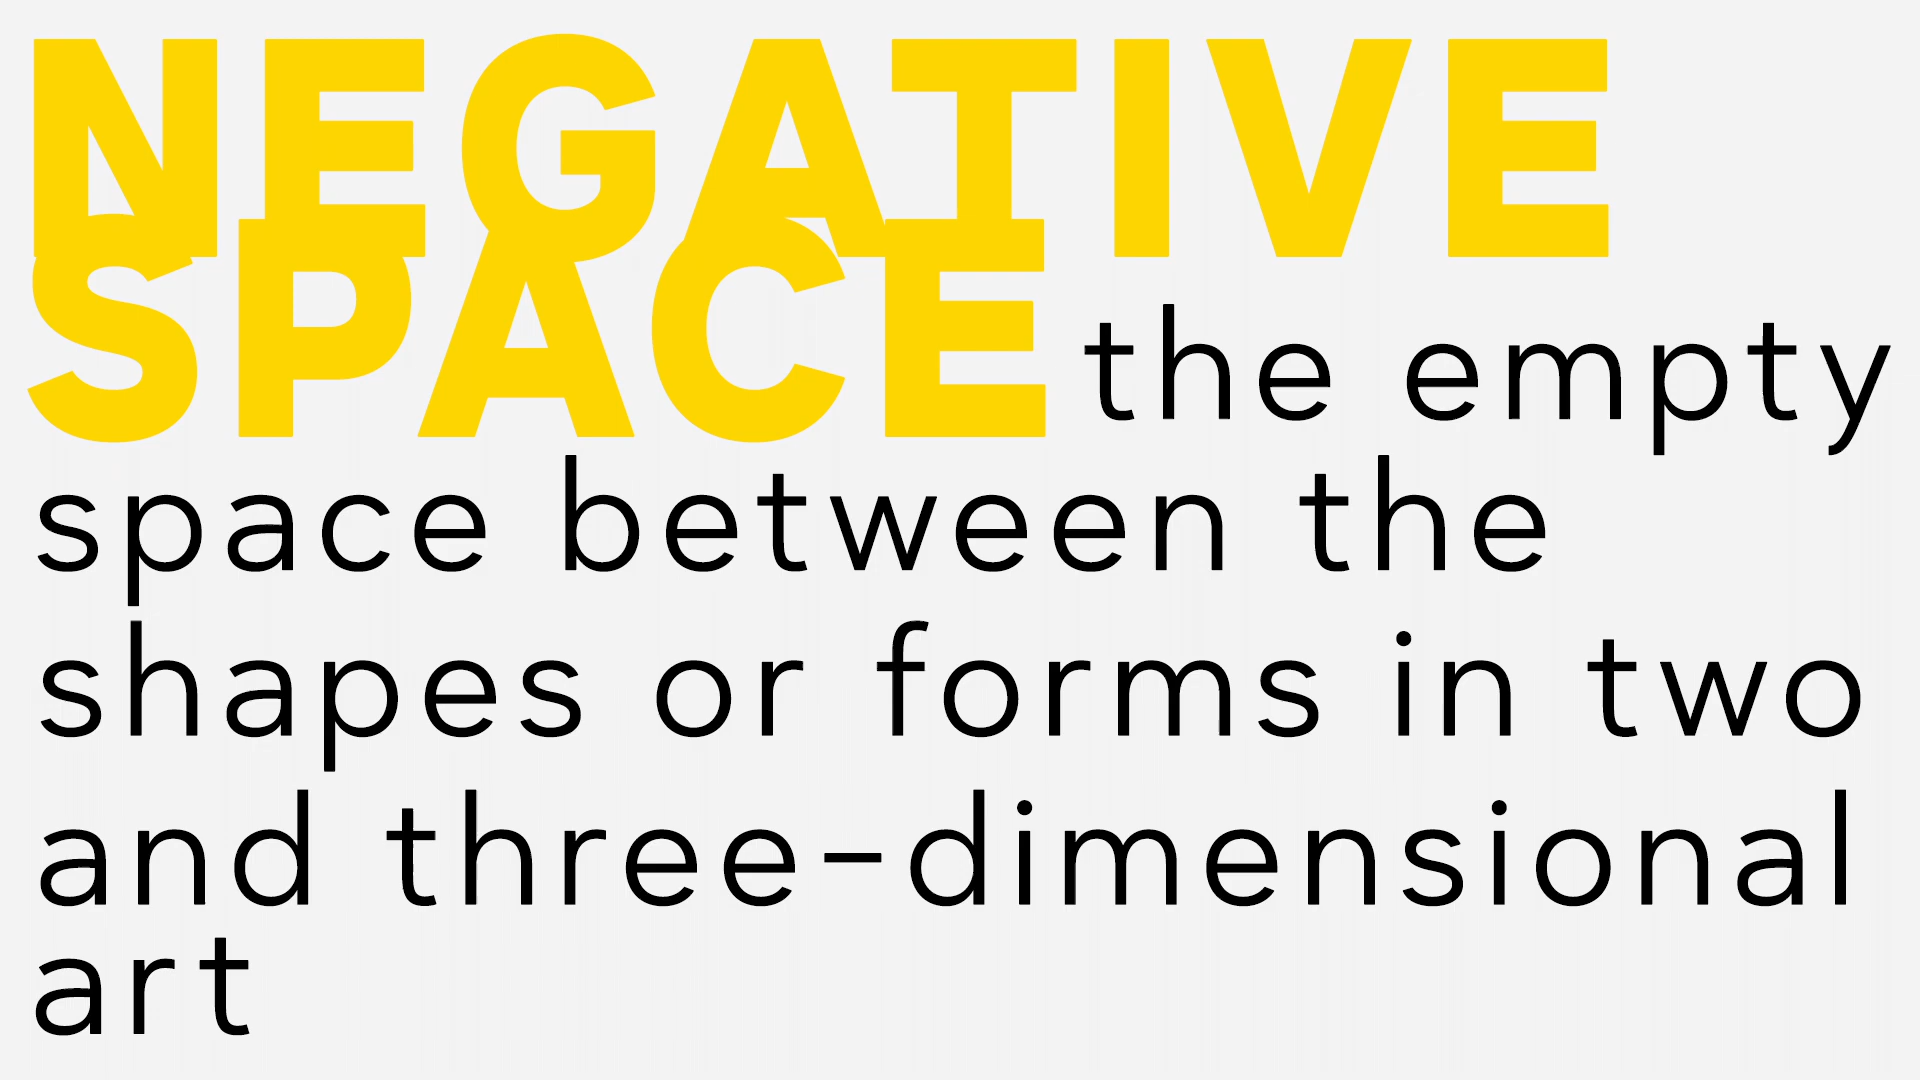 NEGATIVE
SPACE the empty
space between the
shapes or forms in two
and three-dimensional
art